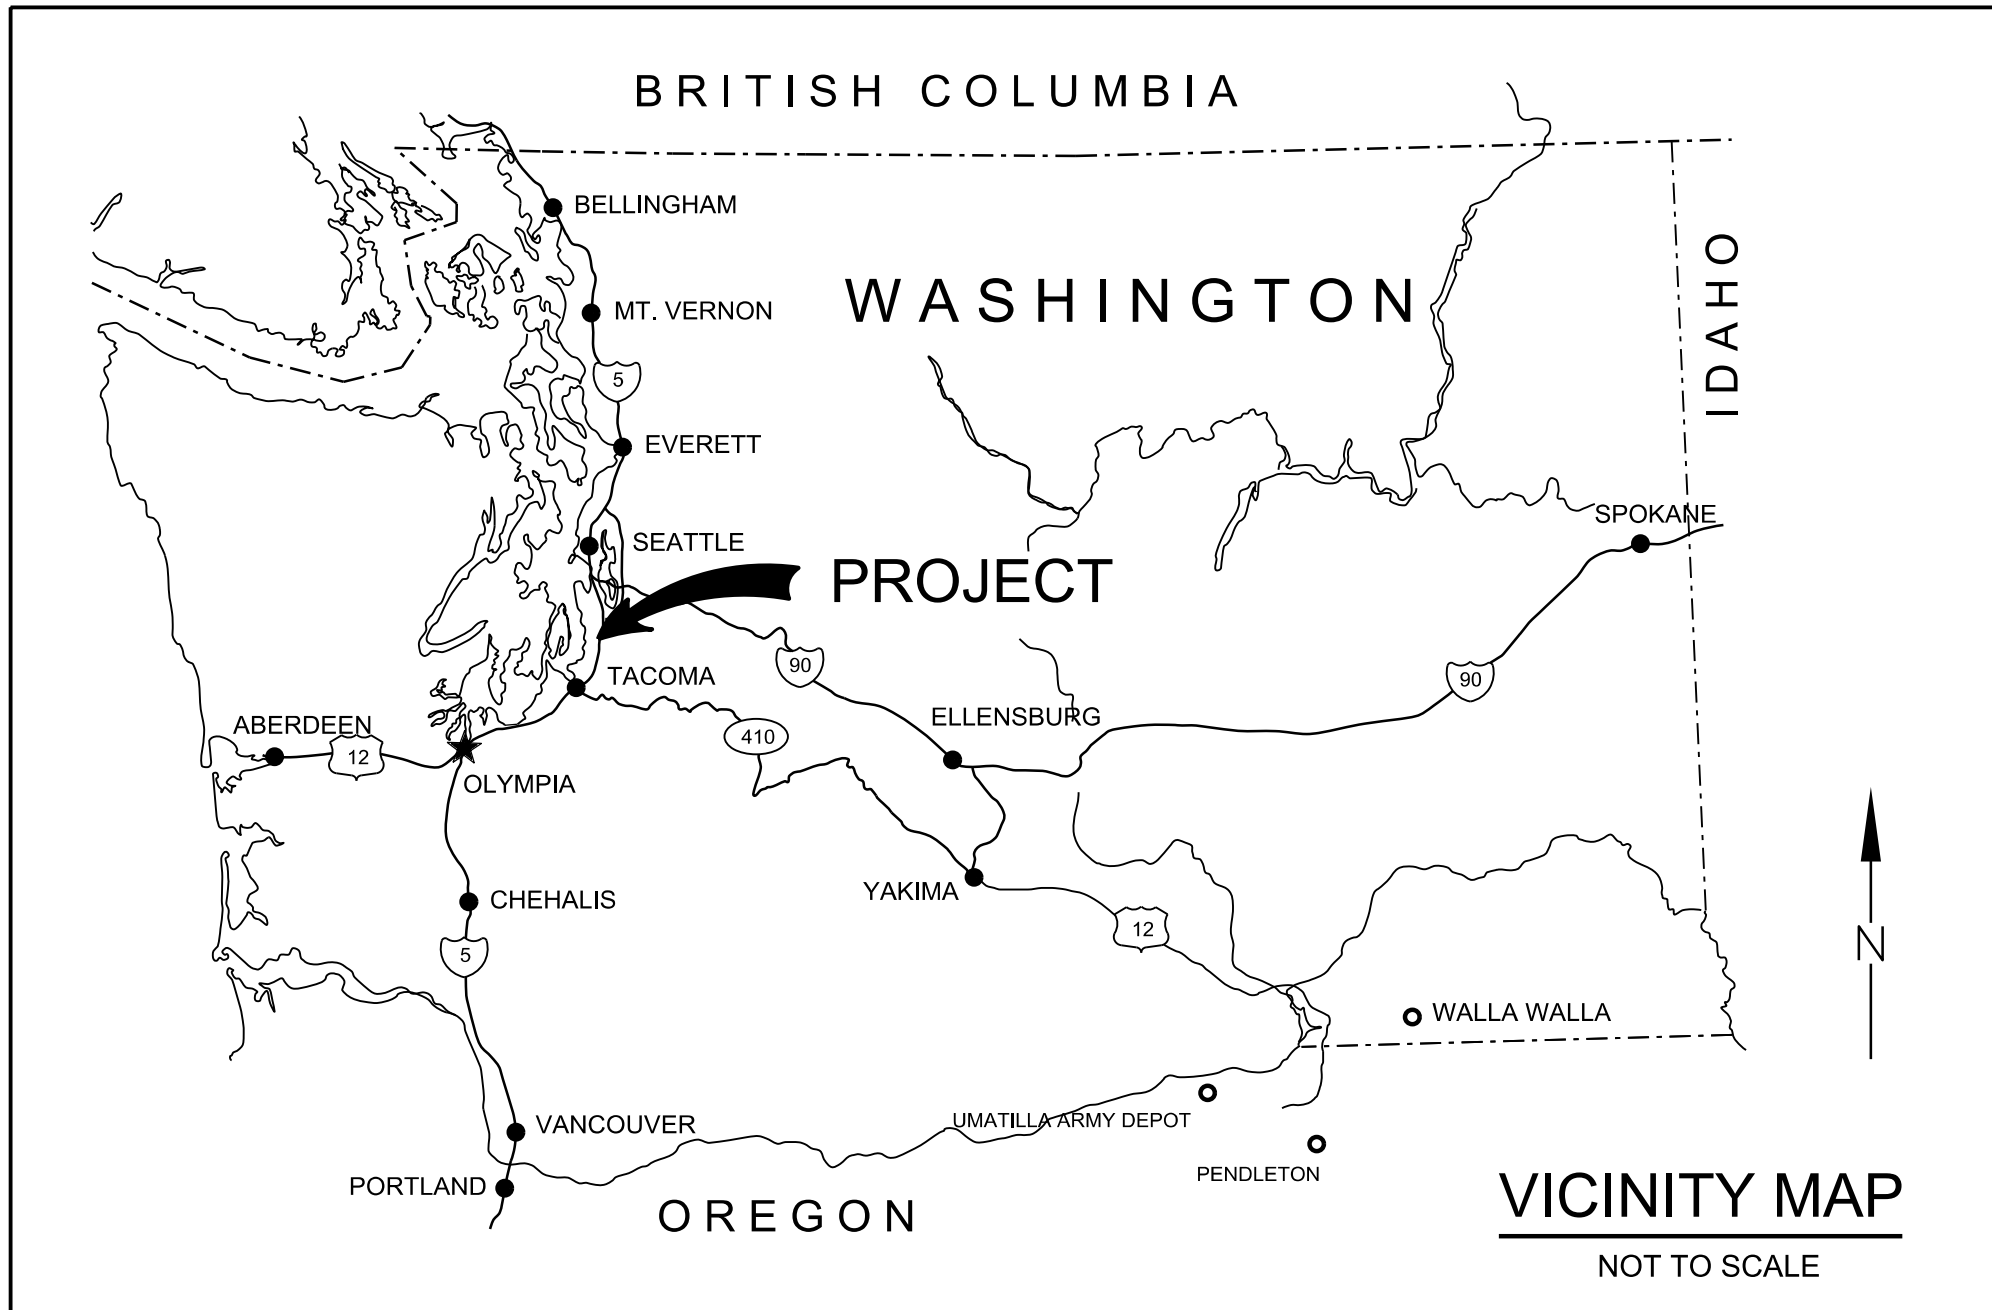 BRITISH COLUMBIA
BELLINGHAM
IDAHO
WASHINGTON
MT. VERNON
5
EVERETT
SPOKANE
SEATTLE
PROJECT
90
TACOMA
90
ELLENSBURG
ABERDEEN
410
12
OLYMPIA
YAKIMA
CHEHALIS
12
N
5
WALLA WALLA
UMATILLA ARMY DEPOT
VANCOUVER
PENDLETON
PORTLAND
VICINITY MAP
OREGON
NOT TO SCALE